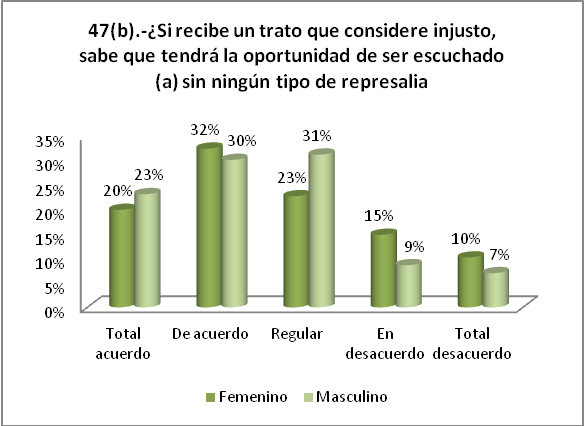 47(b).-¿Si recibe un trato que considere injusto,
sabe que tendrá la oportunidad de ser escuchado
(a) sin ningún tipo de represalia
35%
30%
25%
20%
15%
10%
5%
0%
20%
23%
32%
30%
23%
31%
15%
9%
10%
7%
Total
acuerdo
De acuerdo
Regular
En
desacuerdo
Total
desacuerdo
Femenino
Masculino